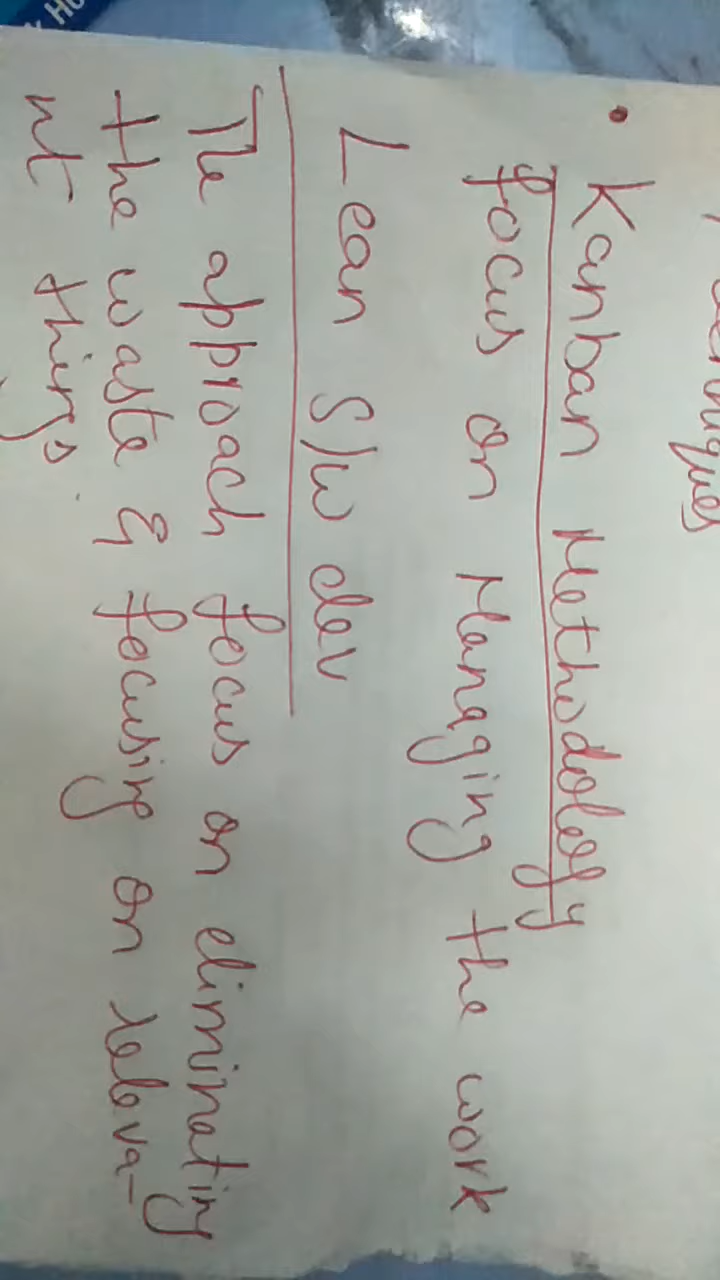 • Kanban Methodology
focus on Managing the work
Lean S/w dev
The approach focus on eliminating
the waste & focusing on releva-
nt things.